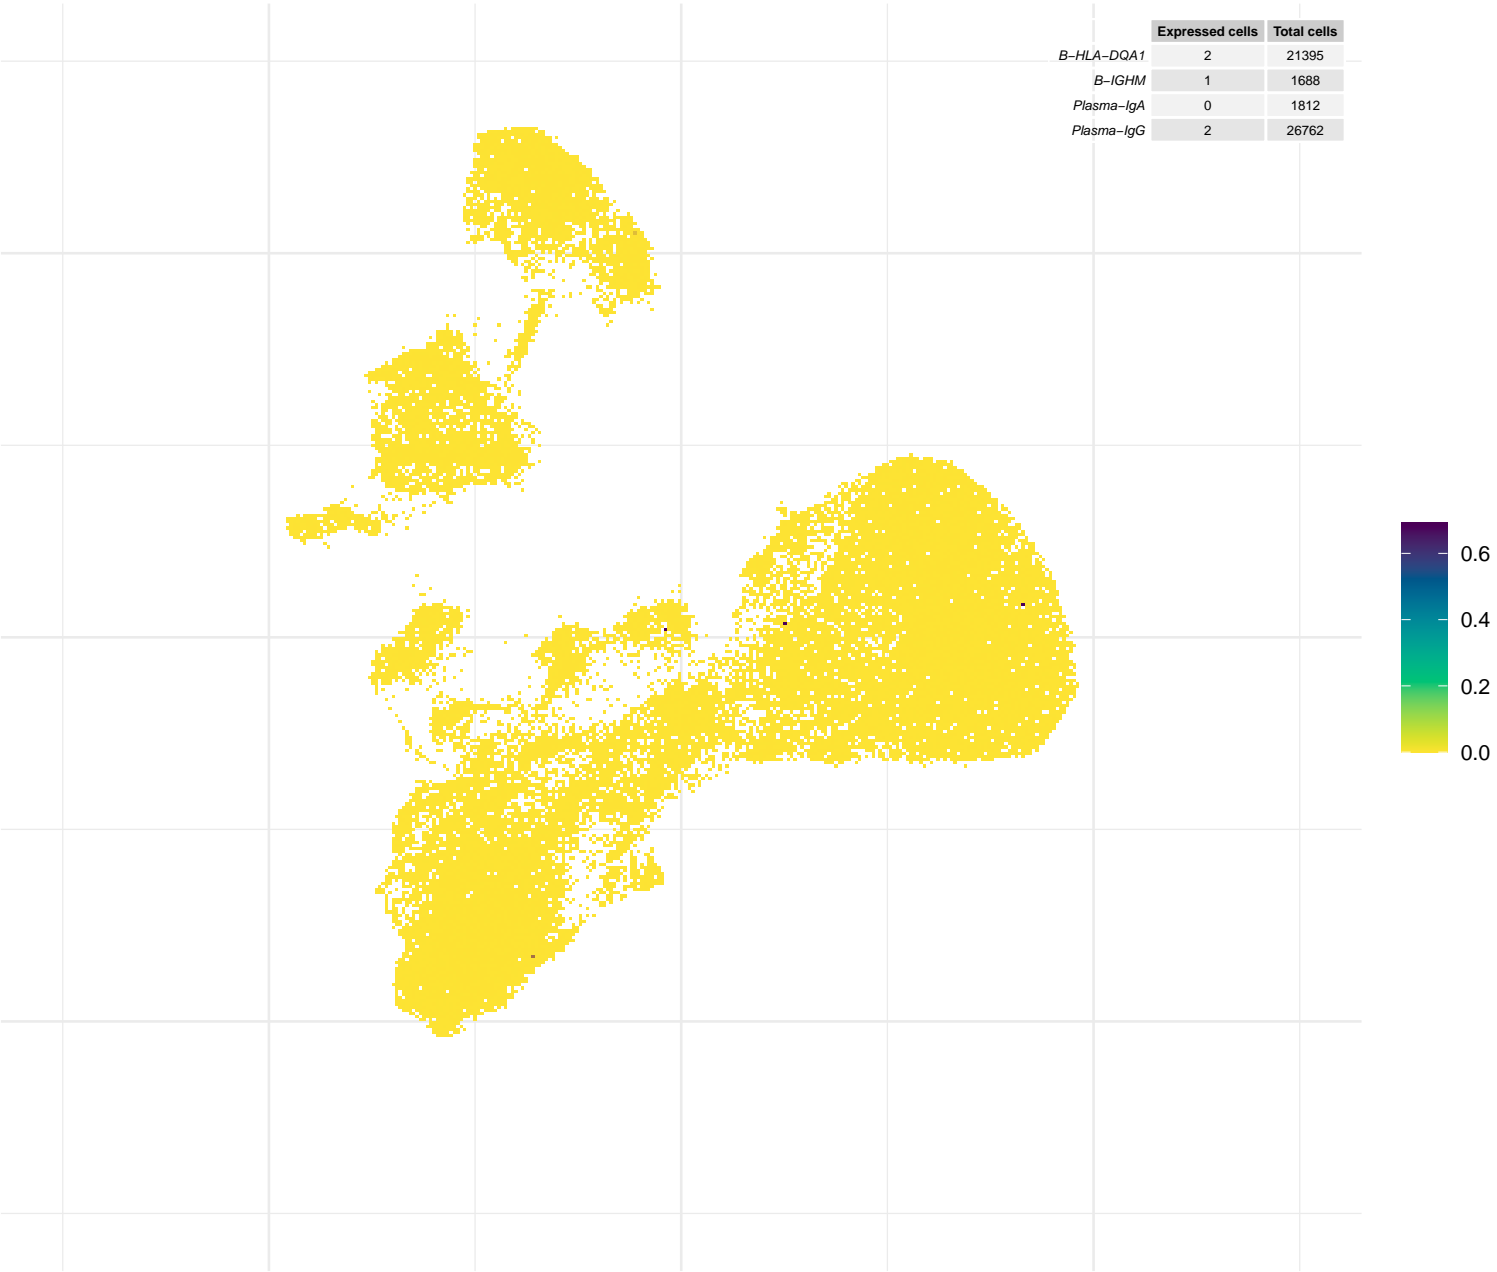 Expressed cells Total cells
B−HLA−DQA1 2 21395
B−IGHM 1 1688
Plasma−IgA 0 1812
Plasma−IgG 2 26762
0.6
0.4
0.2
0.0